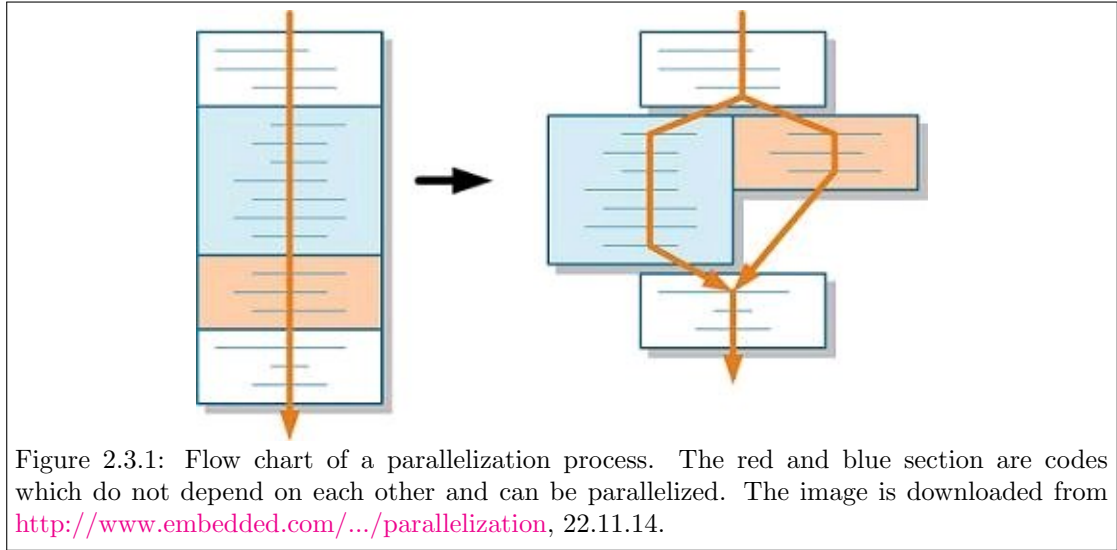 Figure 2.3.1: Flow chart of a parallelization process. The red and blue section are codes
which do not depend on each other and can be parallelized. The image is downloaded from
http://www.embedded.com/.../parallelization, 22.11.14.